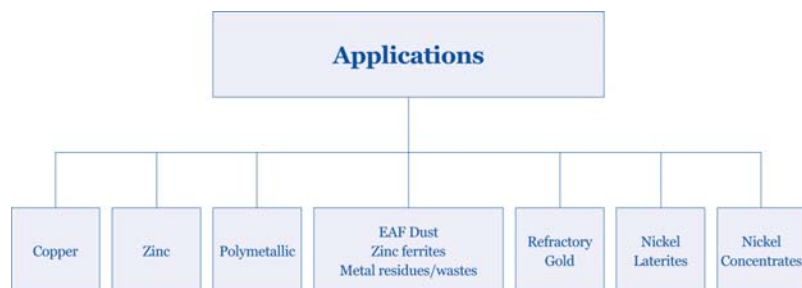 Applications
Copper
Zinc
Polymetallic
EAF Dust
Zinc ferrites
Metal residues/wastes
Refractory
Gold
Nickel
Laterites
Nickel
Concentrates